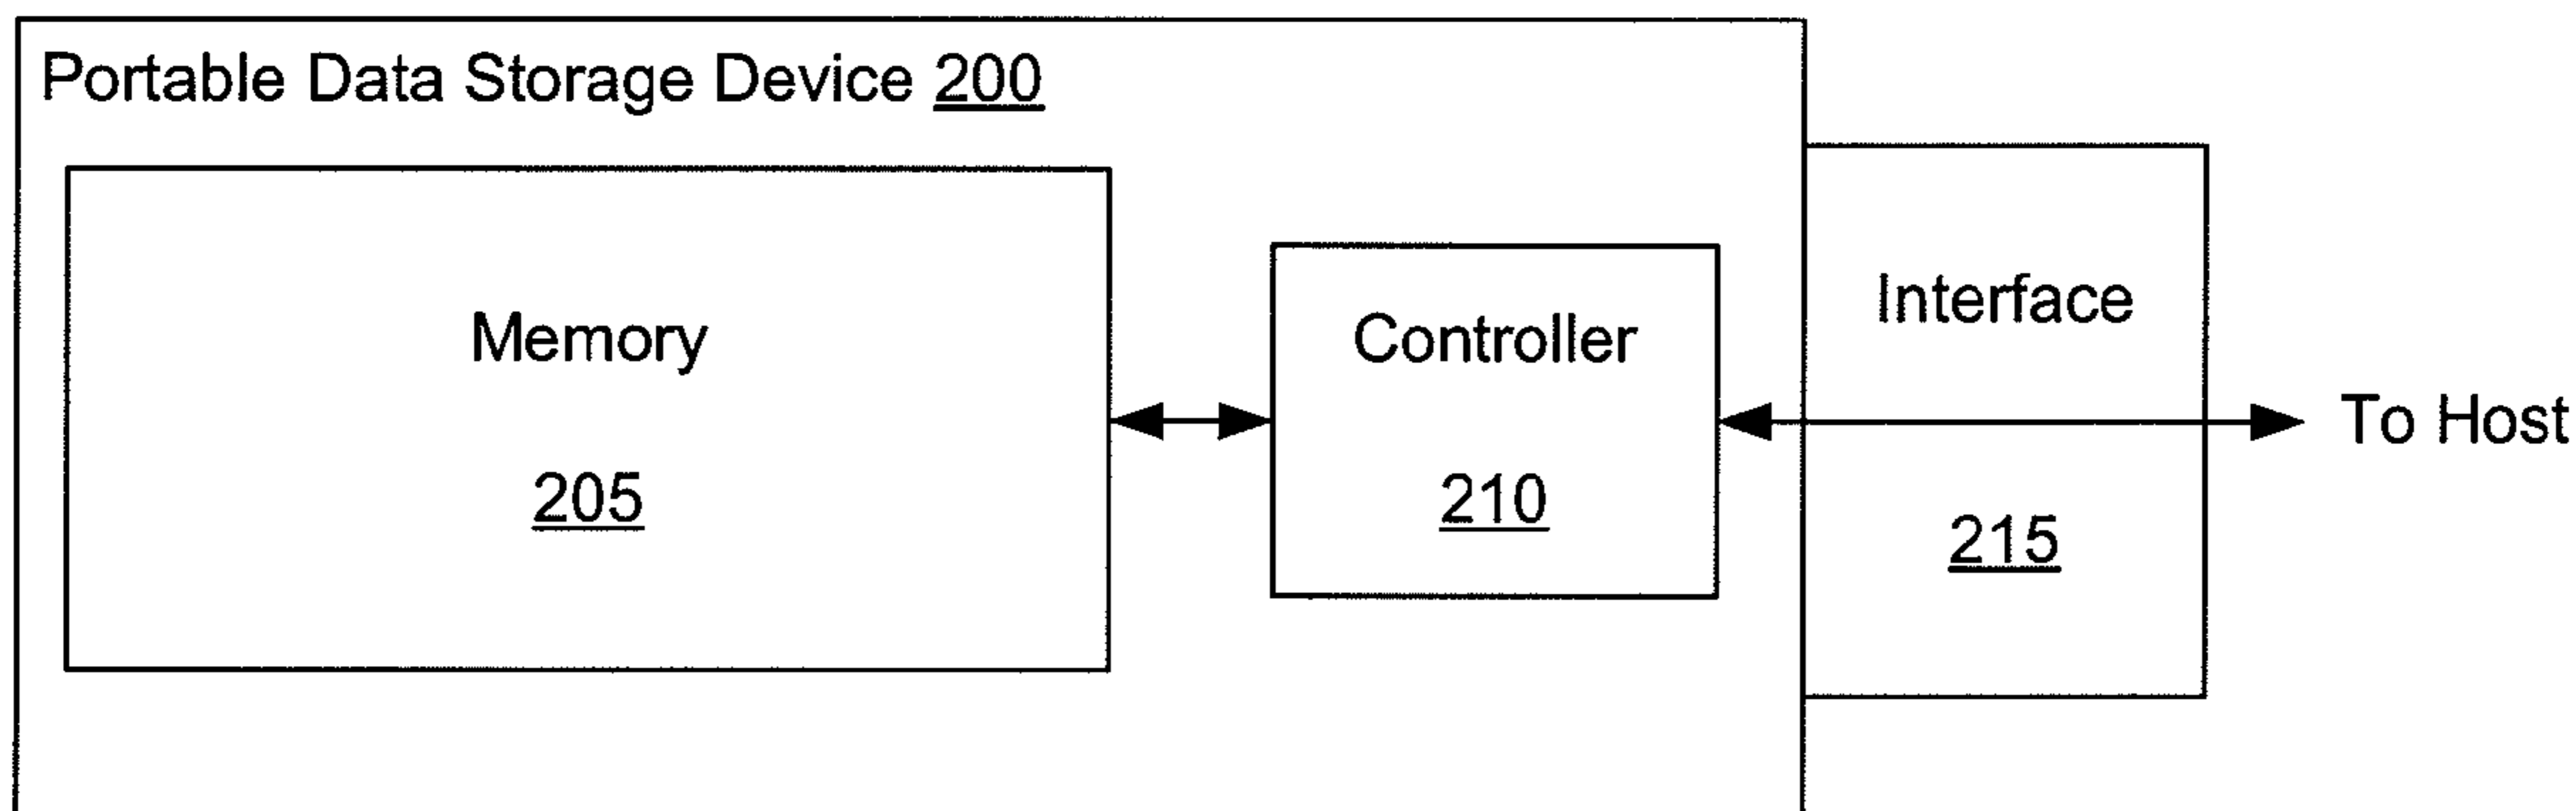 Portable Data Storage Device 200
Memory
205
Controller
210
Interface
215
To Host